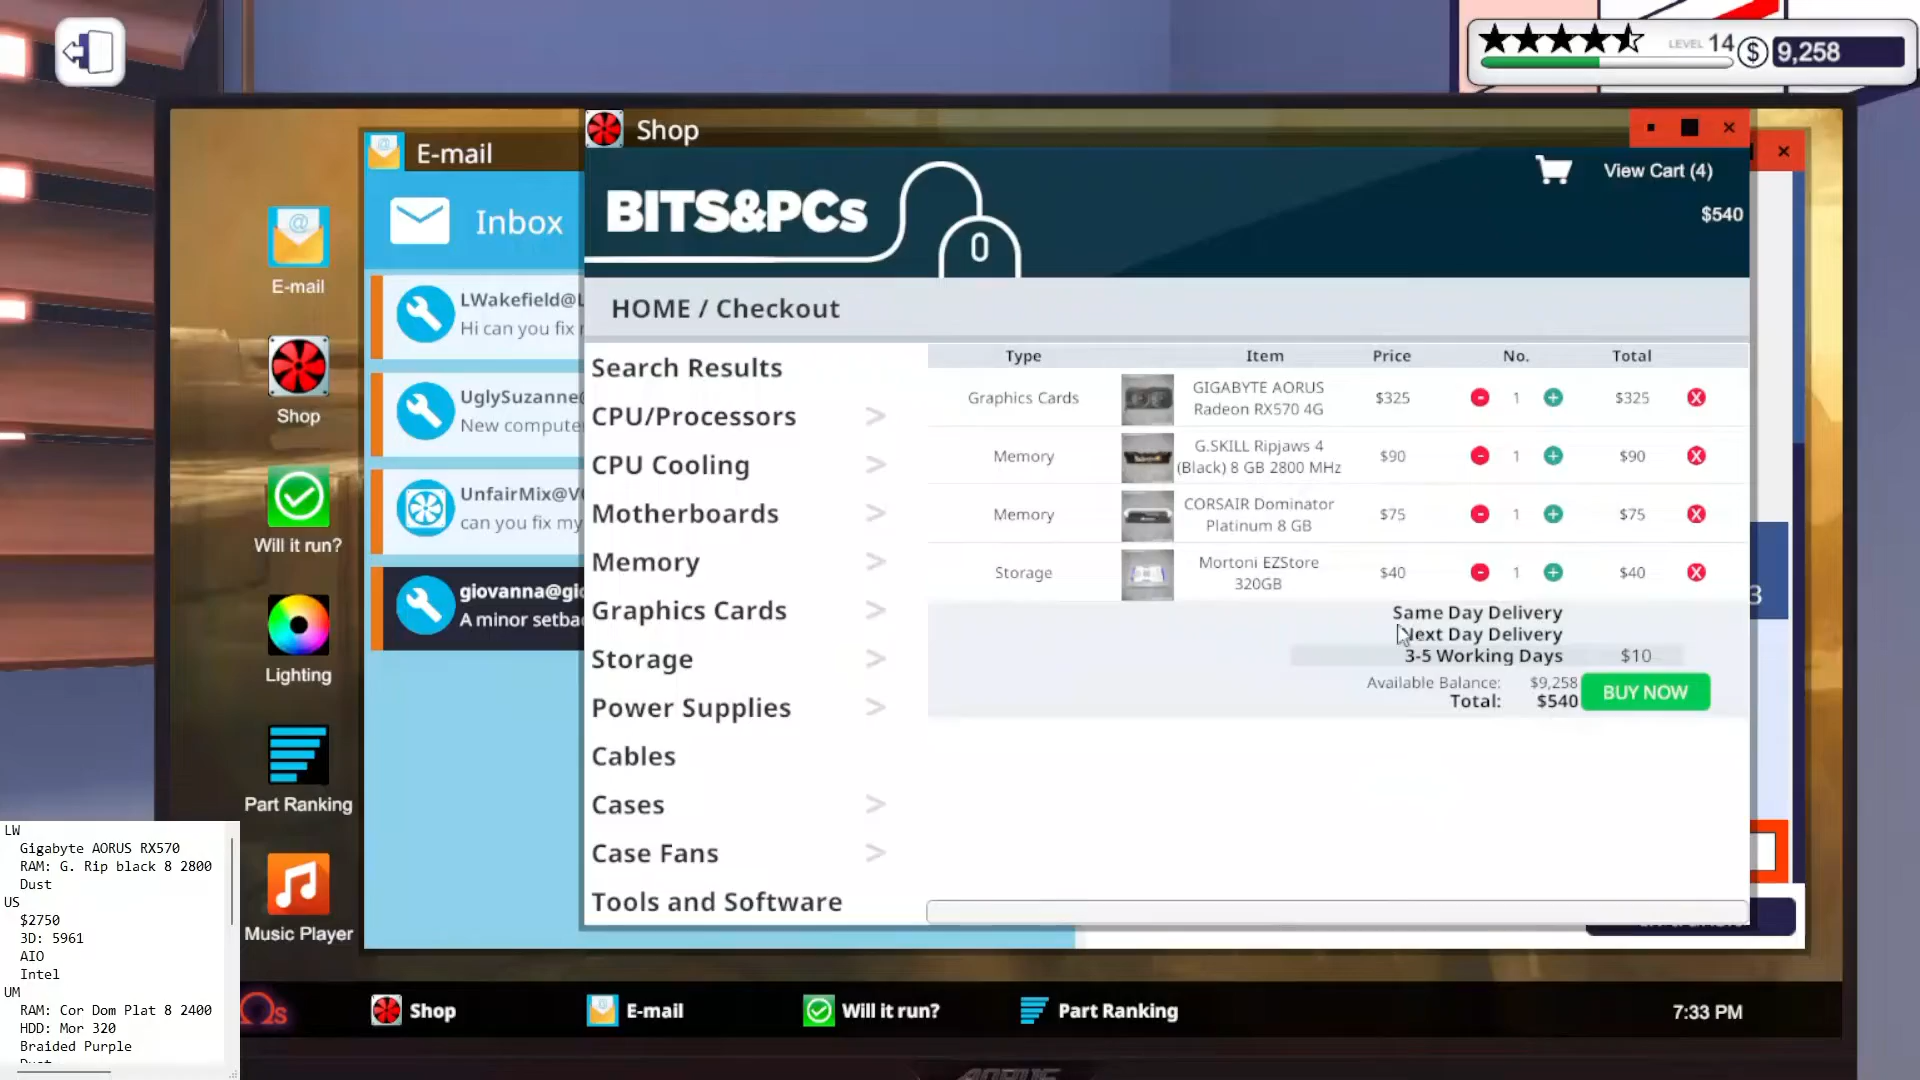 LEVEL 14
$ 9,258
E-mail
Shop
View Cart (4)
$540
BITS&PCs
Inbox
HOME / Checkout
E-mail
Shop
Will it run?
Lighting
Part Ranking
Music Player
LWakefield@L
Hi can you fix
UglySuzanne@
New compute
UnfairMix@V
can you fix my
giovanna@gio
A minor setba
Search Results
CPU/Processors >
CPU Cooling >
Motherboards >
Memory >
Graphics Cards >
Storage >
Power Supplies >
Cables
Cases >
Case Fans >
Tools and Software
Type Item Price No. Total
Graphics Cards GIGABYTE AORUS Radeon RX570 4G $325 1 $325
Memory G.SKILL Ripjaws 4 (Black) 8 GB 2800 MHz $90 1 $90
Memory CORSAIR Dominator Platinum 8 GB $75 1 $75
Storage Mortoni EZStore 320GB $40 1 $40
Same Day Delivery
Next Day Delivery
3-5 Working Days $10
Available Balance: $9,258
Total: $540
BUY NOW
3
LW
Gigabyte AORUS RX570
RAM: G. Rip black 8 2800
Dust
US
$2750
3D: 5961
AIO
Intel
UM
RAM: Cor Dom Plat 8 2400
HDD: Mor 320
Braided Purple
Dust
Shop
E-mail
Will it run?
Part Ranking
7:33 PM
AORUS